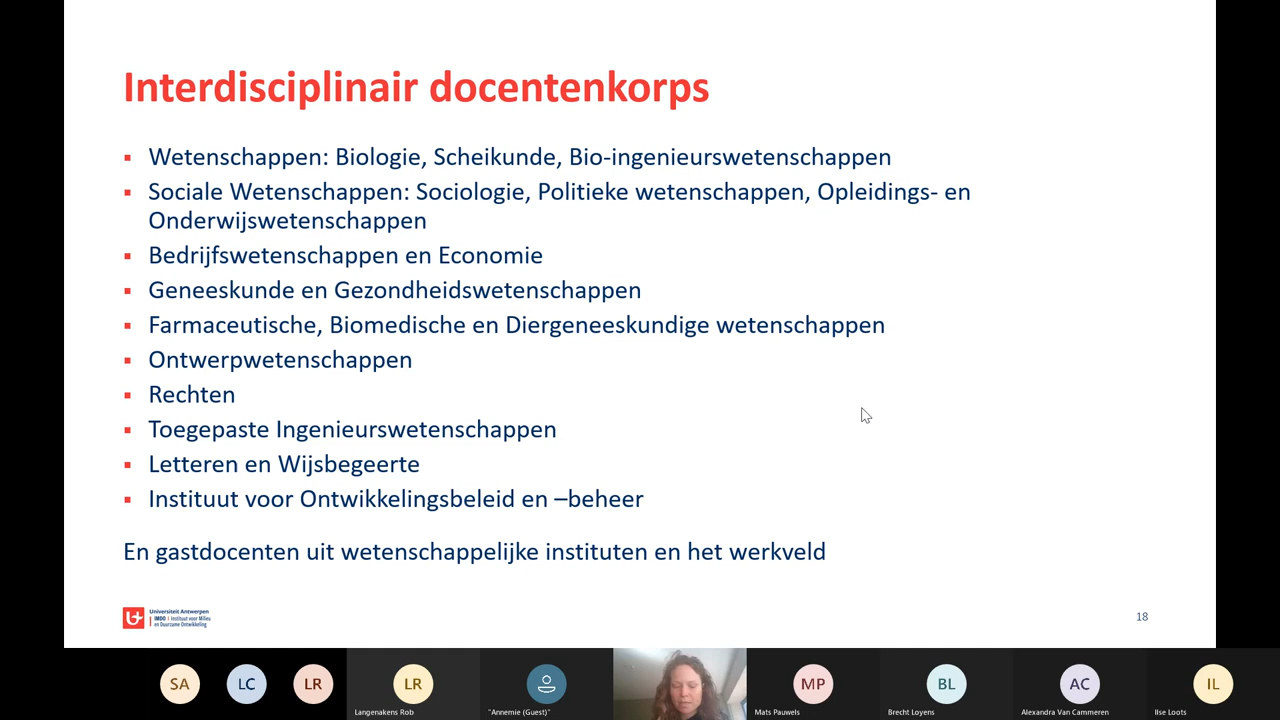 Interdisciplinair docentenkorps
Wetenschappen: Biologie, Scheikunde, Bio-ingenieurswetenschappen
Sociale Wetenschappen: Sociologie, Politieke wetenschappen, Opleidings- en
Onderwijswetenschappen
Bedrijfswetenschappen en Economie
Geneeskunde en Gezondheidswetenschappen
Farmaceutische, Biomedische en Diergeneeskundige wetenschappen
Ontwerpwetenschappen
Rechten
Toegepaste Ingenieurswetenschappen
Letteren en Wijsbegeerte
Instituut voor Ontwikkelingsbeleid en –beheer
En gastdocenten uit wetenschappelijke instituten en het werkveld
Universiteit Antwerpen
IMDO | Instituut voor Milieu
en Duurzame Ontwikkeling
18
SA
LC
LR
LR
MP
BL
AC
IL
Langenakens Rob
"Annemie (Guest)"
Mats Pauwels
Brecht Loyens
Alexandra Van Cammeren
Ilse Loots